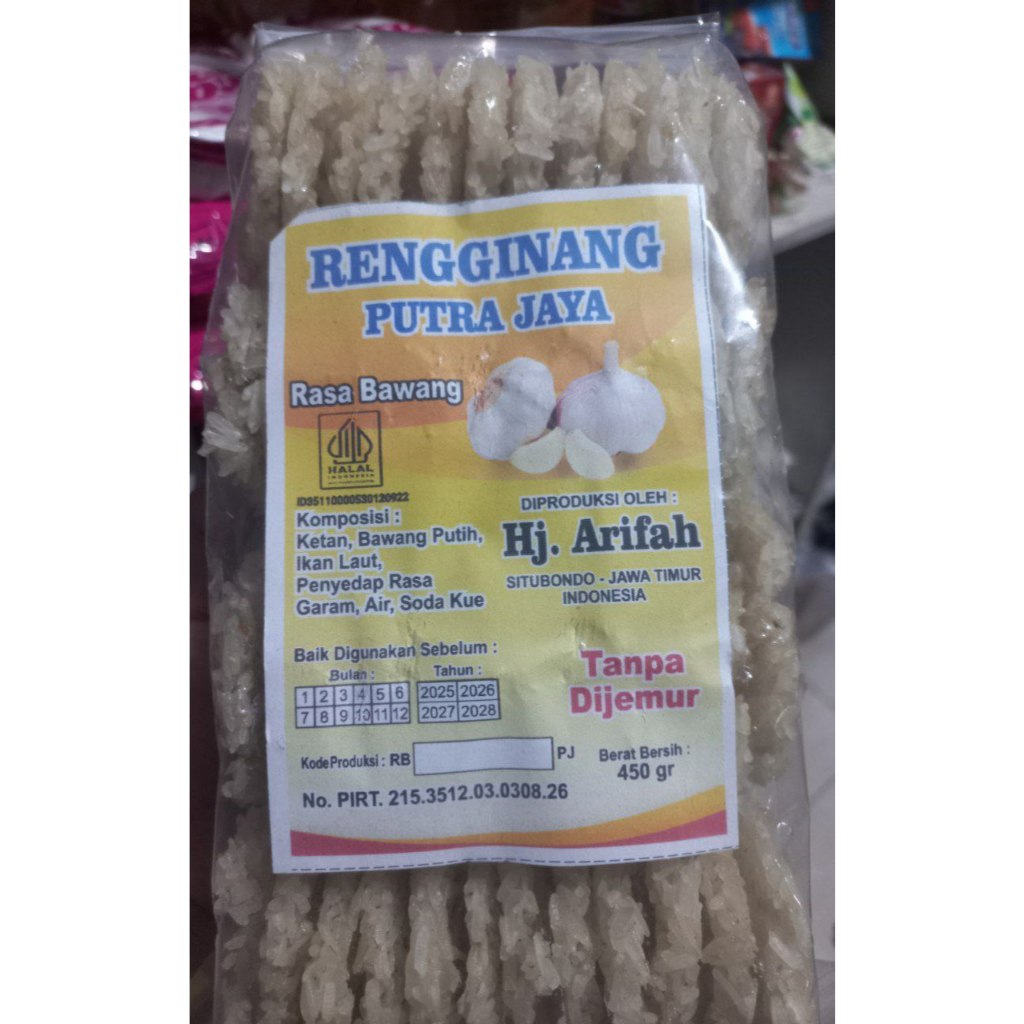 RENGGINANG
PUTRA JAYA
Rasa Bawang
HALAL
INDONESIA
ID35110000530120922
Komposisi :
Ketan, Bawang Putih,
Ikan Laut,
Penyedap Rasa
Garam, Air, Soda Kue
DIPRODUKSI OLEH :
Hj. Arifah
SITUBONDO - JAWA TIMUR
INDONESIA
Baik Digunakan Sebelum :
Bulan : Tahun :
1 2 3 4 5 6 2025 2026
7 8 9 10 11 12 2027 2028
Tanpa
Dijemur
Kode Produksi : RB PJ
Berat Bersih :
450 gr
No. PIRT. 215.3512.03.0308.26